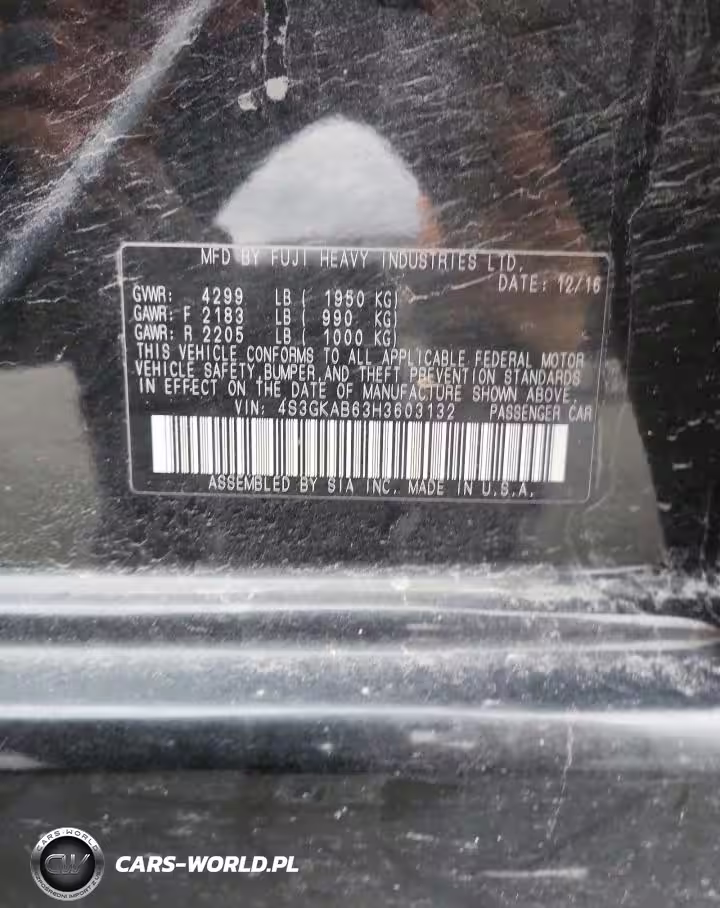 MFD BY FUJI HEAVY INDUSTRIES LTD.
DATE: 12/16
GVWR: 4299 LB ( 1950 KG)
GAWR: F 2183 LB ( 990 KG)
GAWR: R 2205 LB ( 1000 KG)
THIS VEHICLE CONFORMS TO ALL APPLICABLE FEDERAL MOTOR
VEHICLE SAFETY, BUMPER, AND THEFT PREVENTION STANDARDS
IN EFFECT ON THE DATE OF MANUFACTURE SHOWN ABOVE.
VIN: 4S3GKAB63H3603132 PASSENGER CAR
ASSEMBLED BY SIA INC. MADE IN U.S.A.
CARS-WORLD
CW
CARS-WORLD.PL